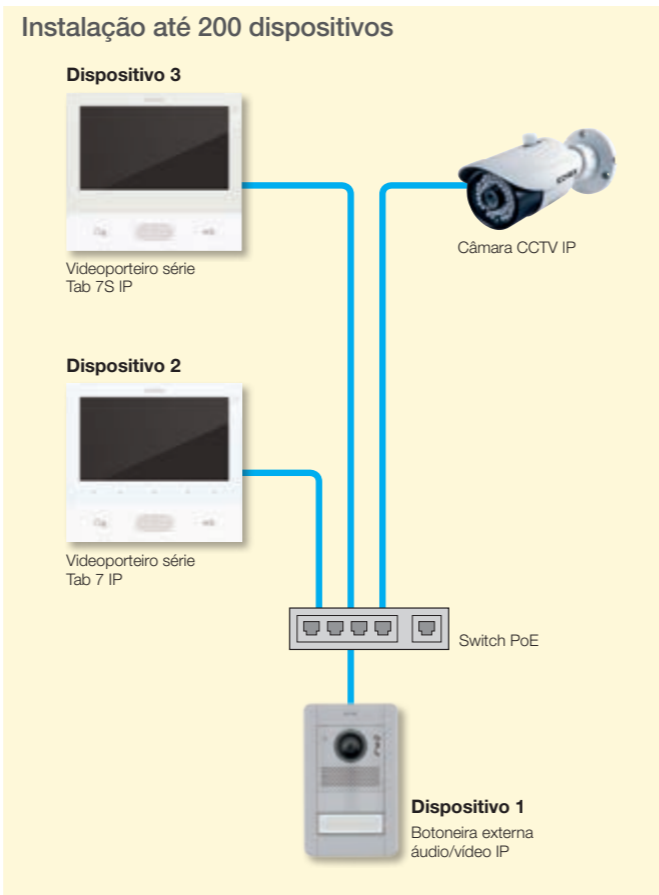 Instalação até 200 dispositivos
Dispositivo 3
Videoporteiro série
Tab 7S IP
Câmara CCTV IP
Dispositivo 2
Videoporteiro série
Tab 7 IP
Switch PoE
Dispositivo 1
Botoneira externa
áudio/vídeo IP